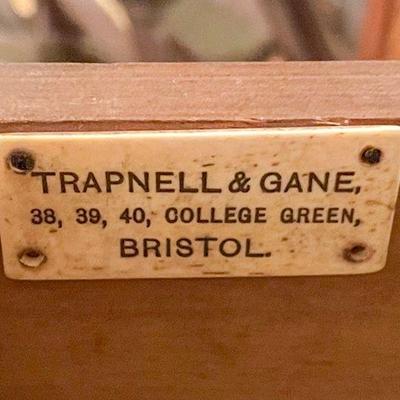 TRAPNELL & GANE,
38, 39, 40, COLLEGE GREEN,
BRISTOL.